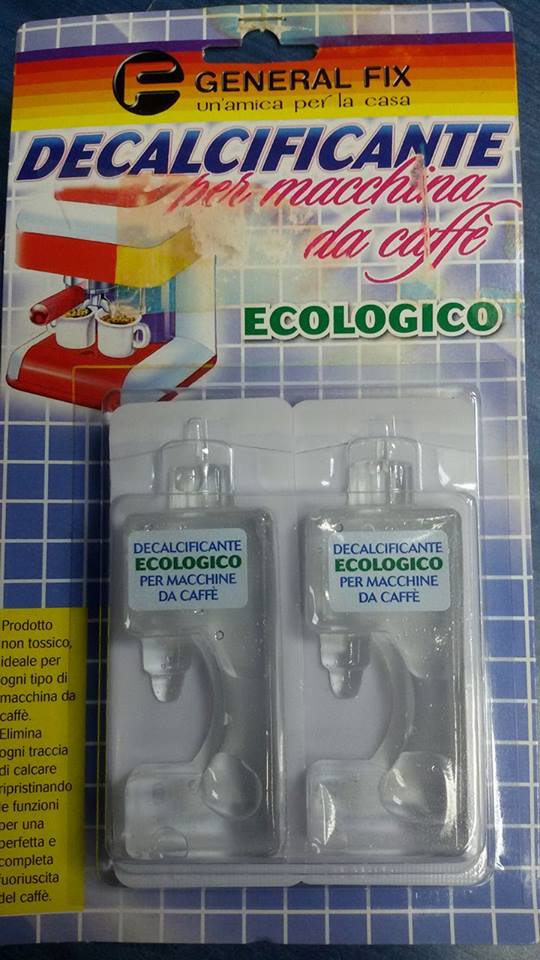 GENERAL FIX
un'amica per la casa
DECALCIFICANTE
per macchina
da caffè
ECOLOGICO
DECALCIFICANTE
ECOLOGICO
PER MACCHINE
DA CAFFÈ
DECALCIFICANTE
ECOLOGICO
PER MACCHINE
DA CAFFÈ
Prodotto
non tossico,
ideale per
ogni tipo di
macchina da
caffè.
Elimina
ogni traccia
di calcare
ripristinando
le funzioni
per una
perfetta e
completa
fuoriuscita
del caffè.